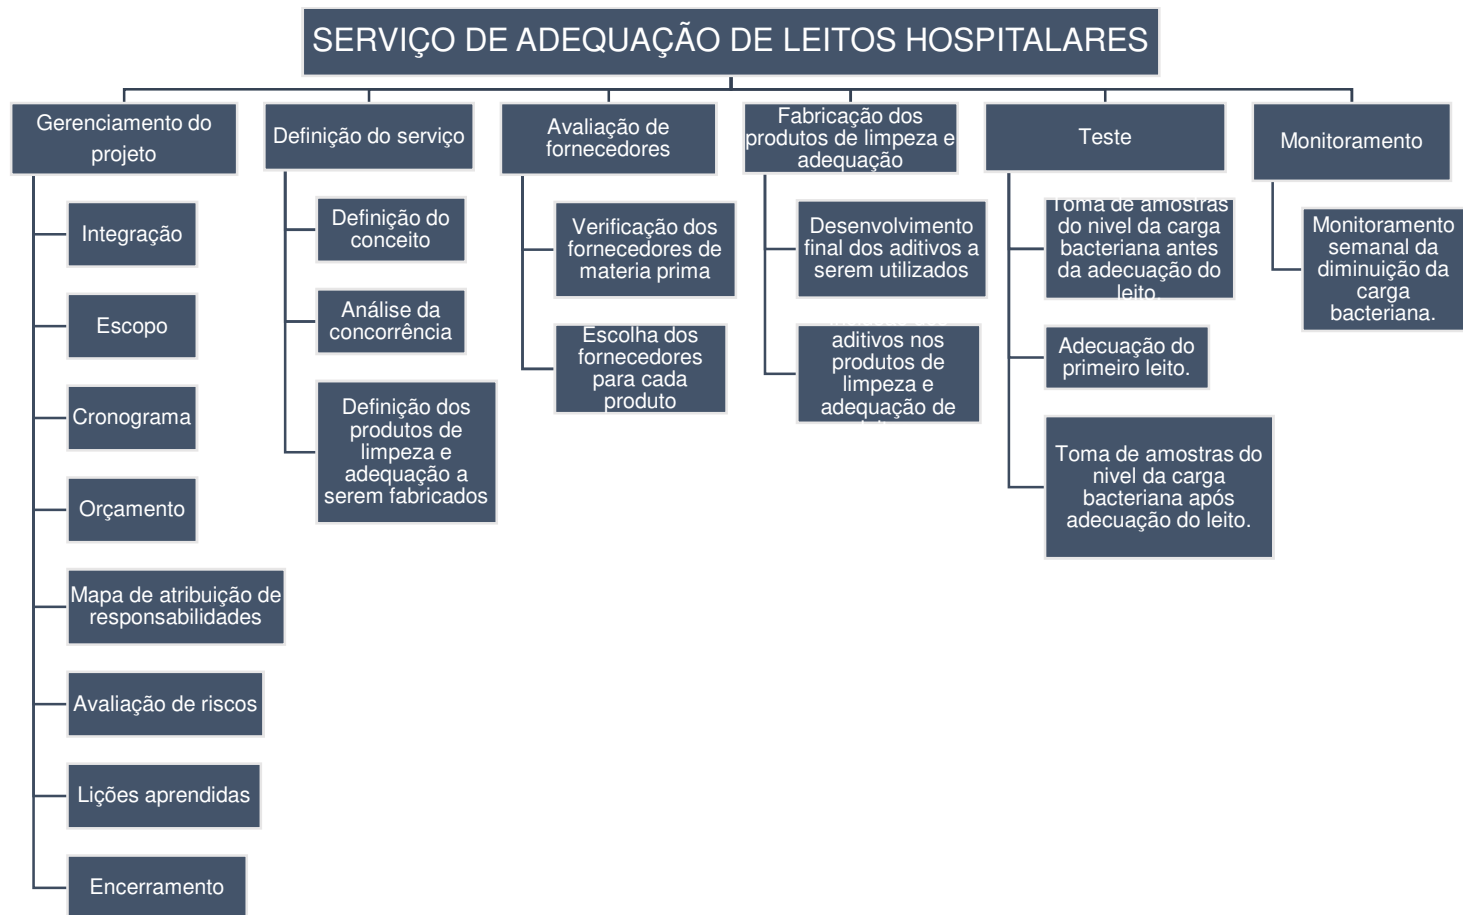 SERVIÇO DE ADEQUAÇÃO DE LEITOS HOSPITALARES
Gerenciamento do
projeto
Integração
Escopo
Cronograma
Orçamento
Mapa de atribuição de
responsabilidades
Avaliação de riscos
Lições aprendidas
Encerramento
Definição do serviço
Definição do
conceito
Análise da
concorrência
Definição dos
produtos de
limpeza e
adequação a
serem fabricados
Avaliação de
fornecedores
Verificação dos
fornecedores de
materia prima
Escolha dos
fornecedores
para cada
produto
Fabricação dos
produtos de limpeza e
adequação
Desenvolvimento
final dos aditivos a
serem utilizados
aditivos nos
produtos de
limpeza e
adequação de
Teste
Toma de amostras
do nivel da carga
bacteriana antes
da adecuação do
leito.
Adecuação do
primeiro leito.
Toma de amostras do
nivel da carga
bacteriana após
adecuação do leito.
Monitoramento
Monitoramento
semanal da
diminuição da
carga
bacteriana.